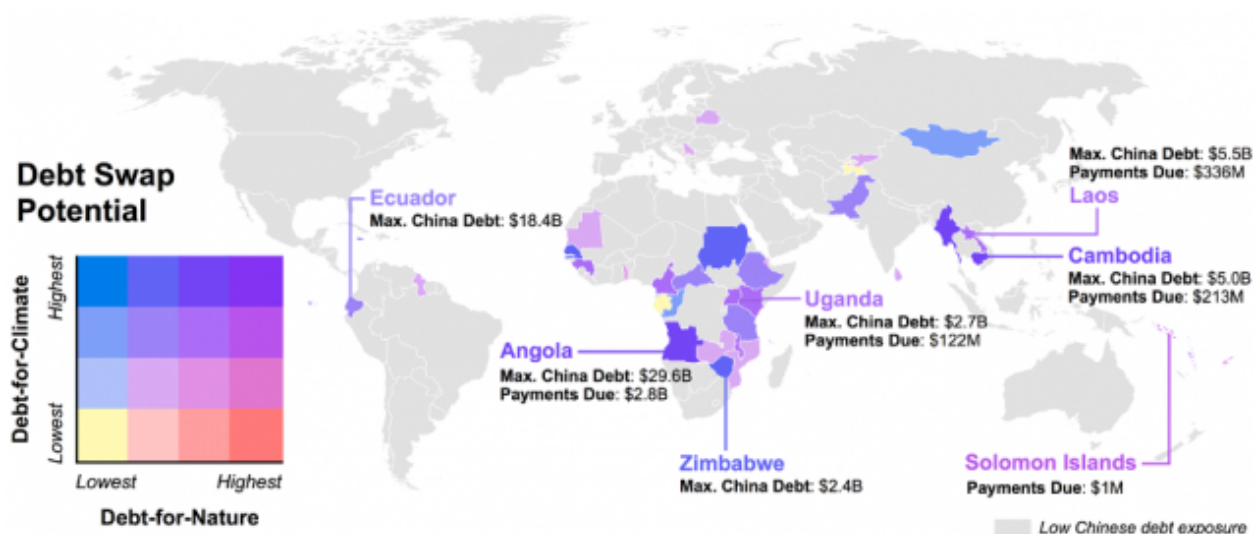 Debt Swap
Potential
Highest
Debt-for-Climate
Lowest
Lowest
Highest
Debt-for-Nature
Ecuador
Max. China Debt: $18.4B
Angola
Max. China Debt: $29.6B
Payments Due: $2.8B
Zimbabwe
Max. China Debt: $2.4B
Uganda
Max. China Debt: $2.7B
Payments Due: $122M
Max. China Debt: $5.5B
Payments Due: $336M
Laos
Cambodia
Max. China Debt: $5.0B
Payments Due: $213M
Solomon Islands
Payments Due: $1M
Low Chinese debt exposure